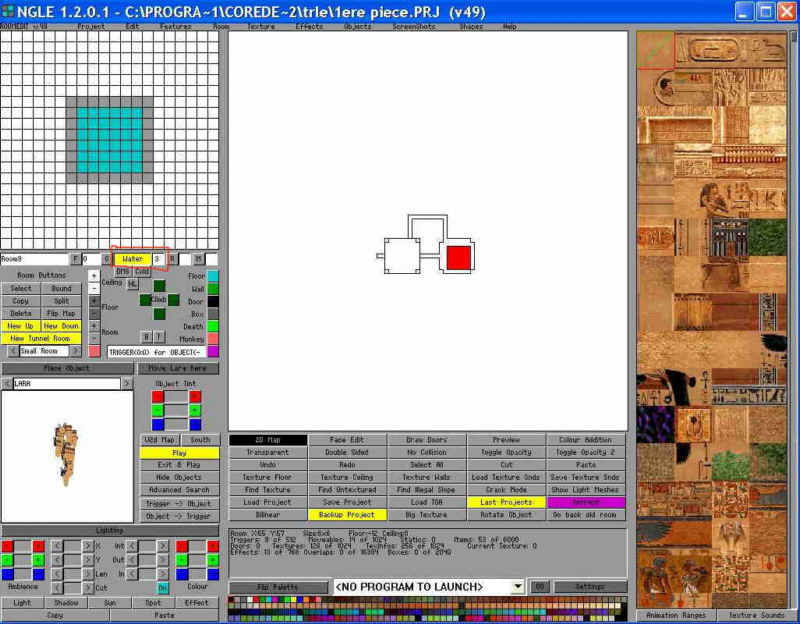 NGLE 1.2.0.1 - C:\PROGRA~1\COREDE~2\trle\1ere piece.PRJ (v49)
Project Edit Features Room Texture Effects Objects ScreenShots Shapes Help
Room3 F 0 G Water 3 R M
DMG Cold
NL
Room Buttons
Select Bound
Copy Split
Delete Flip Map
New Up New Down
New Tunnel Room
< Small Room >
Ceiling
Floor
Room
Climb
B T
Floor
Wall
Door
Box
Death
Monkey
TRIGGER(0:0) for OBJECT(-
Place Object Move Lara here
< LARA >
Object Tint
U2d Map South
Play
Exit & Play
Hide Objects
Advanced Search
Trigger -> Object
Object -> Trigger
2D Map Face Edit Draw Doors Preview Colour Addition
Transparent Double Sided No Collision Toggle Opacity Toggle Opacity 2
Undo Redo Select All Cut Paste
Texture Floor Texture Ceiling Texture Walls Load Texture Snds Save Texture Snds
Find Texture Find Untextured Find Illegal Slope Crack Mode Show Light Meshes
Load Project Save Project Load TGA Last Projects
Bilinear Backup Project Big Texture Rotate Object Go back old room
Lighting
Ambience
X Y Len Cut
Int Out In
Colour
Light Shadow Sun Spot Effect
Copy Paste
Room X:65 Y:57 Size:6x6 Floor:-12 Ceiling:0
Triggers: 8 of 512 Moveables: 14 of 1024 Statics: 0 Items: 53 of 6000
Doors: 0 Textures: 128 of 1024 TexInfos: 256 of 1024 Current Texture: 0
Effects: 10 of 768 Overlaps: 0 of 16384 Boxes: 0 of 2040
Flip Palette <NO PROGRAM TO LAUNCH> GO Settings
Animation Ranges Texture Sounds